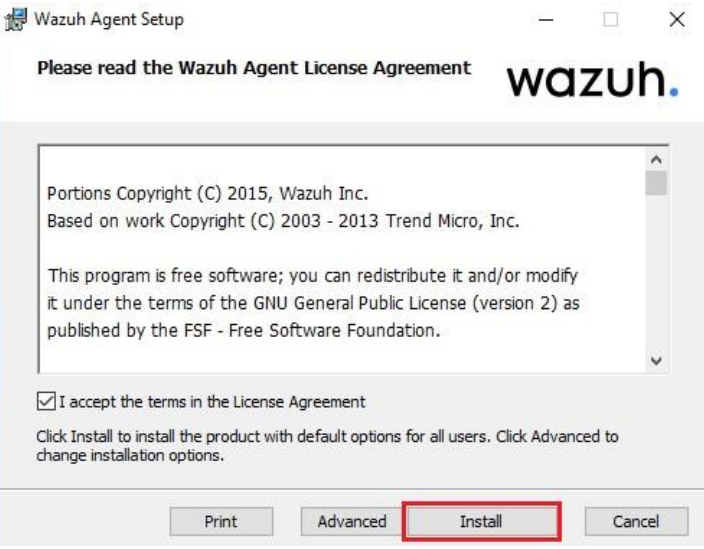 Wazuh Agent Setup
Please read the Wazuh Agent License Agreement
wazuh.
Portions Copyright (C) 2015, Wazuh Inc.
Based on work Copyright (C) 2003 - 2013 Trend Micro, Inc.
This program is free software; you can redistribute it and/or modify
it under the terms of the GNU General Public License (version 2) as
published by the FSF - Free Software Foundation.
I accept the terms in the License Agreement
Click Install to install the product with default options for all users. Click Advanced to
change installation options.
Print Advanced Install Cancel